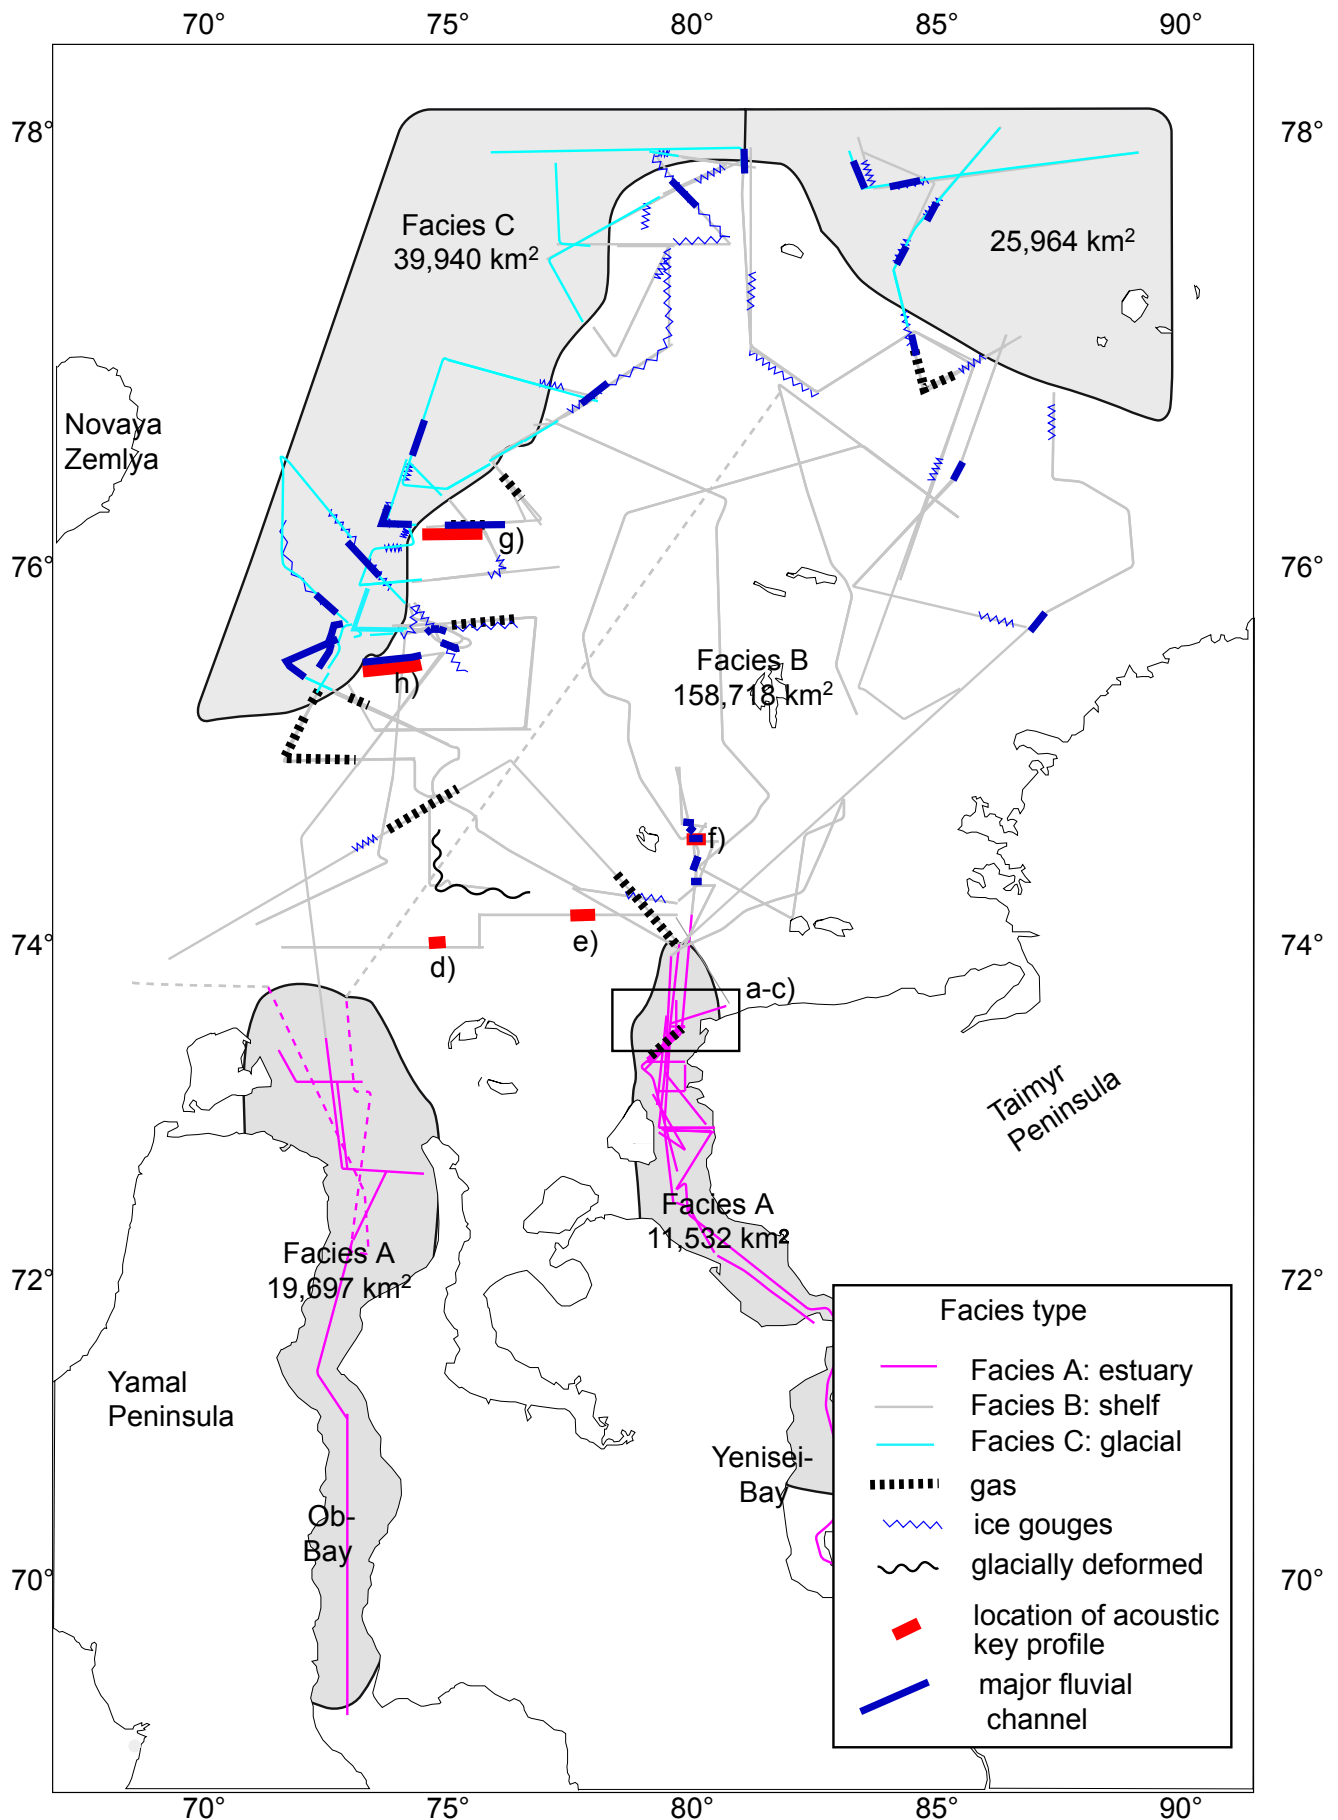 70° 75° 80° 85° 90°
78° 78°
Facies C
39,940 km²
25,964 km²
Novaya
Zemlya
g)
76° 76°
Facies B
158,718 km²
h)
f)
e)
74° 74°
d)
a-c)
Taimyr
Peninsula
Facies A
11,532 km²
Facies A
19,697 km²
72° 72°
Yamal
Peninsula
Yenisei-
Bay
Ob-
Bay
70° 70°
Facies type
Facies A: estuary
Facies B: shelf
Facies C: glacial
gas
ice gouges
glacially deformed
location of acoustic
key profile
major fluvial
channel
70° 75° 80° 85° 90°